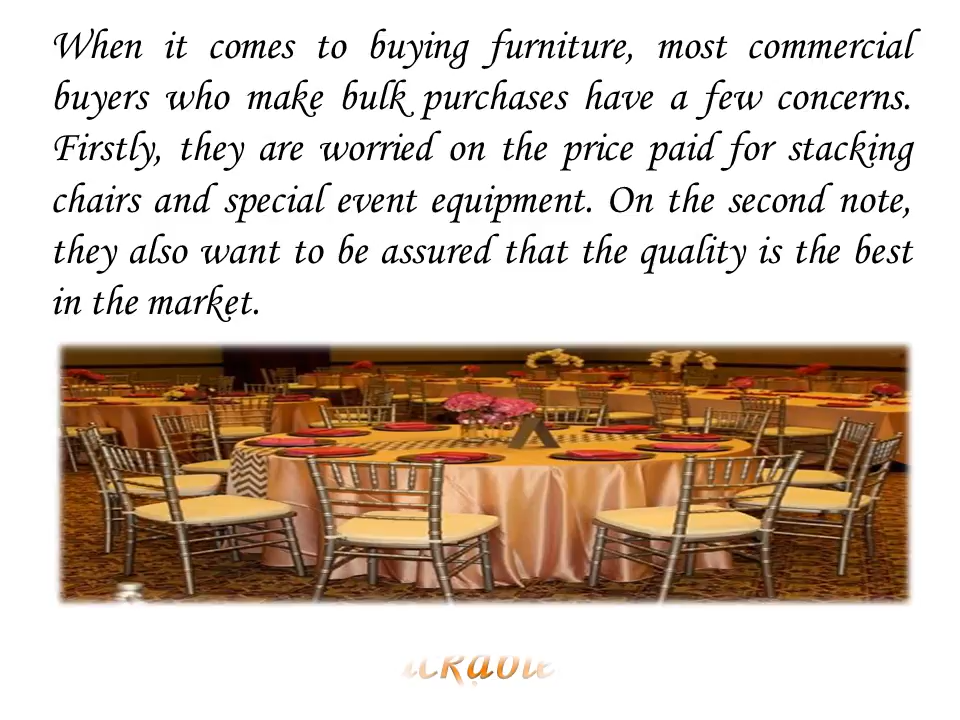 When it comes to buying furniture, most commercial
buyers who make bulk purchases have a few concerns.
Firstly, they are worried on the price paid for stacking
chairs and special event equipment. On the second note,
they also want to be assured that the quality is the best
in the market.